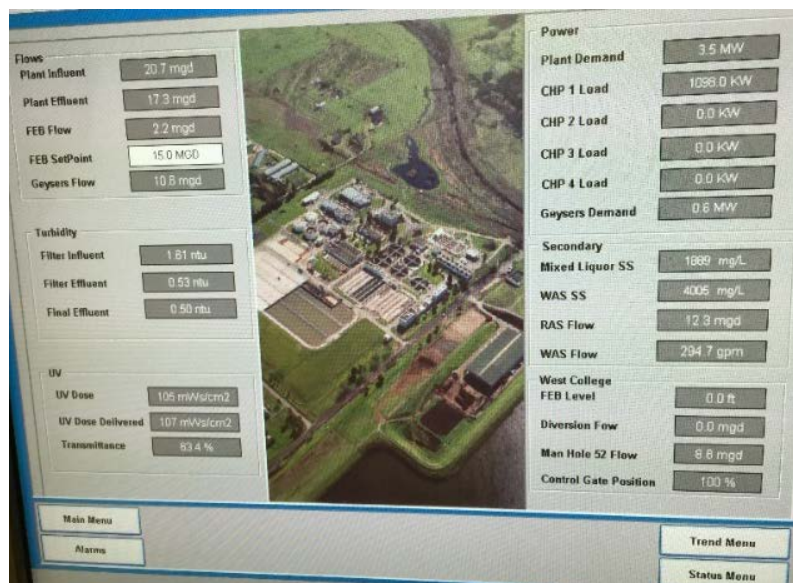 Flows
Plant Influent 20.7 mgd
Plant Effluent 17.3 mgd
FEB Flow 2.2 mgd
FEB SetPoint 15.0 MGD
Geysers Flow 10.8 mgd
Turbidity
Filter Influent 1.81 ntu
Filter Effluent 0.53 ntu
Final Effluent 0.50 ntu
UV
UV Dose 105 mWs/cm2
UV Dose Delivered 107 mWs/cm2
Transmittance 63.4 %
Main Menu
Alarms
Power
Plant Demand 3.5 MW
CHP 1 Load 1098.0 KW
CHP 2 Load 0.0 KW
CHP 3 Load 0.0 KW
CHP 4 Load 0.0 KW
Geysers Demand 0.6 MW
Secondary
Mixed Liquor SS 1889 mg/L
WAS SS 4005 mg/L
RAS Flow 12.3 mgd
WAS Flow 294.7 gpm
West College
FEB Level 0.0 ft
Diversion Fow 0.0 mgd
Man Hole 52 Flow mgd
Control Gate Position 100 %
Trend Menu
Status Menu